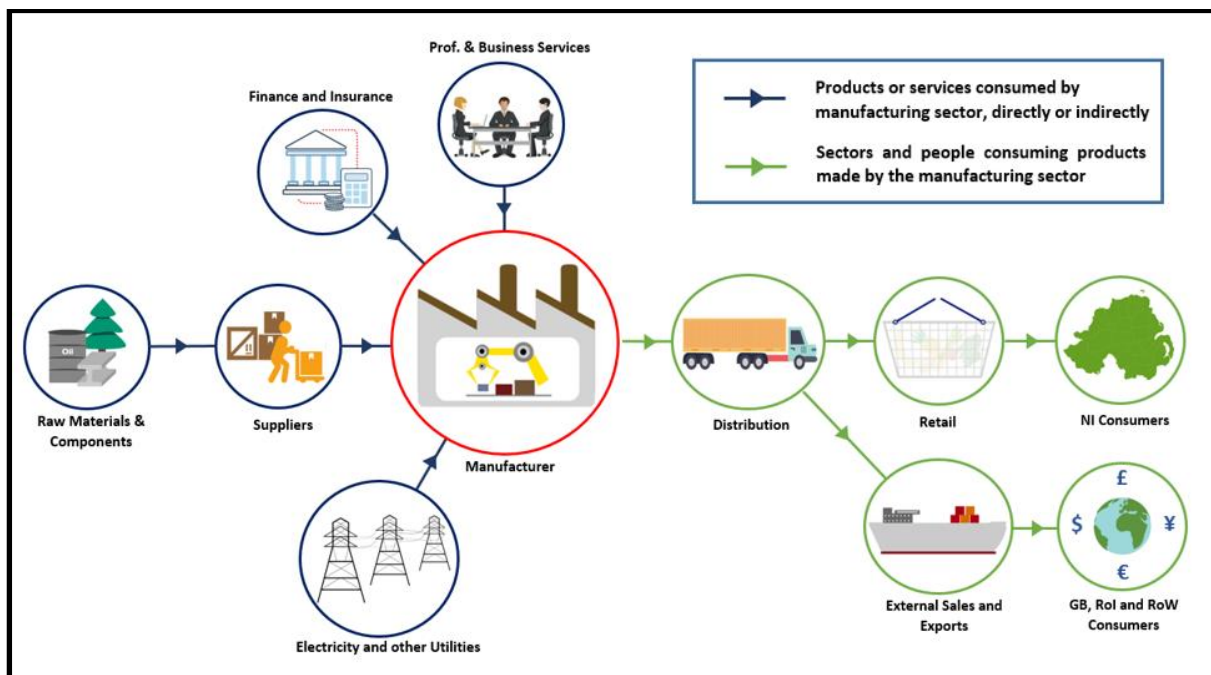 Prof. & Business Services
Finance and Insurance
Products or services consumed by
manufacturing sector, directly or indirectly
Sectors and people consuming products
made by the manufacturing sector
Oil
Raw Materials &
Components
Suppliers
Manufacturer
Distribution
Retail
NI Consumers
Electricity and other Utilities
£
$
¥
€
External Sales and
Exports
GB, RoI and RoW
Consumers